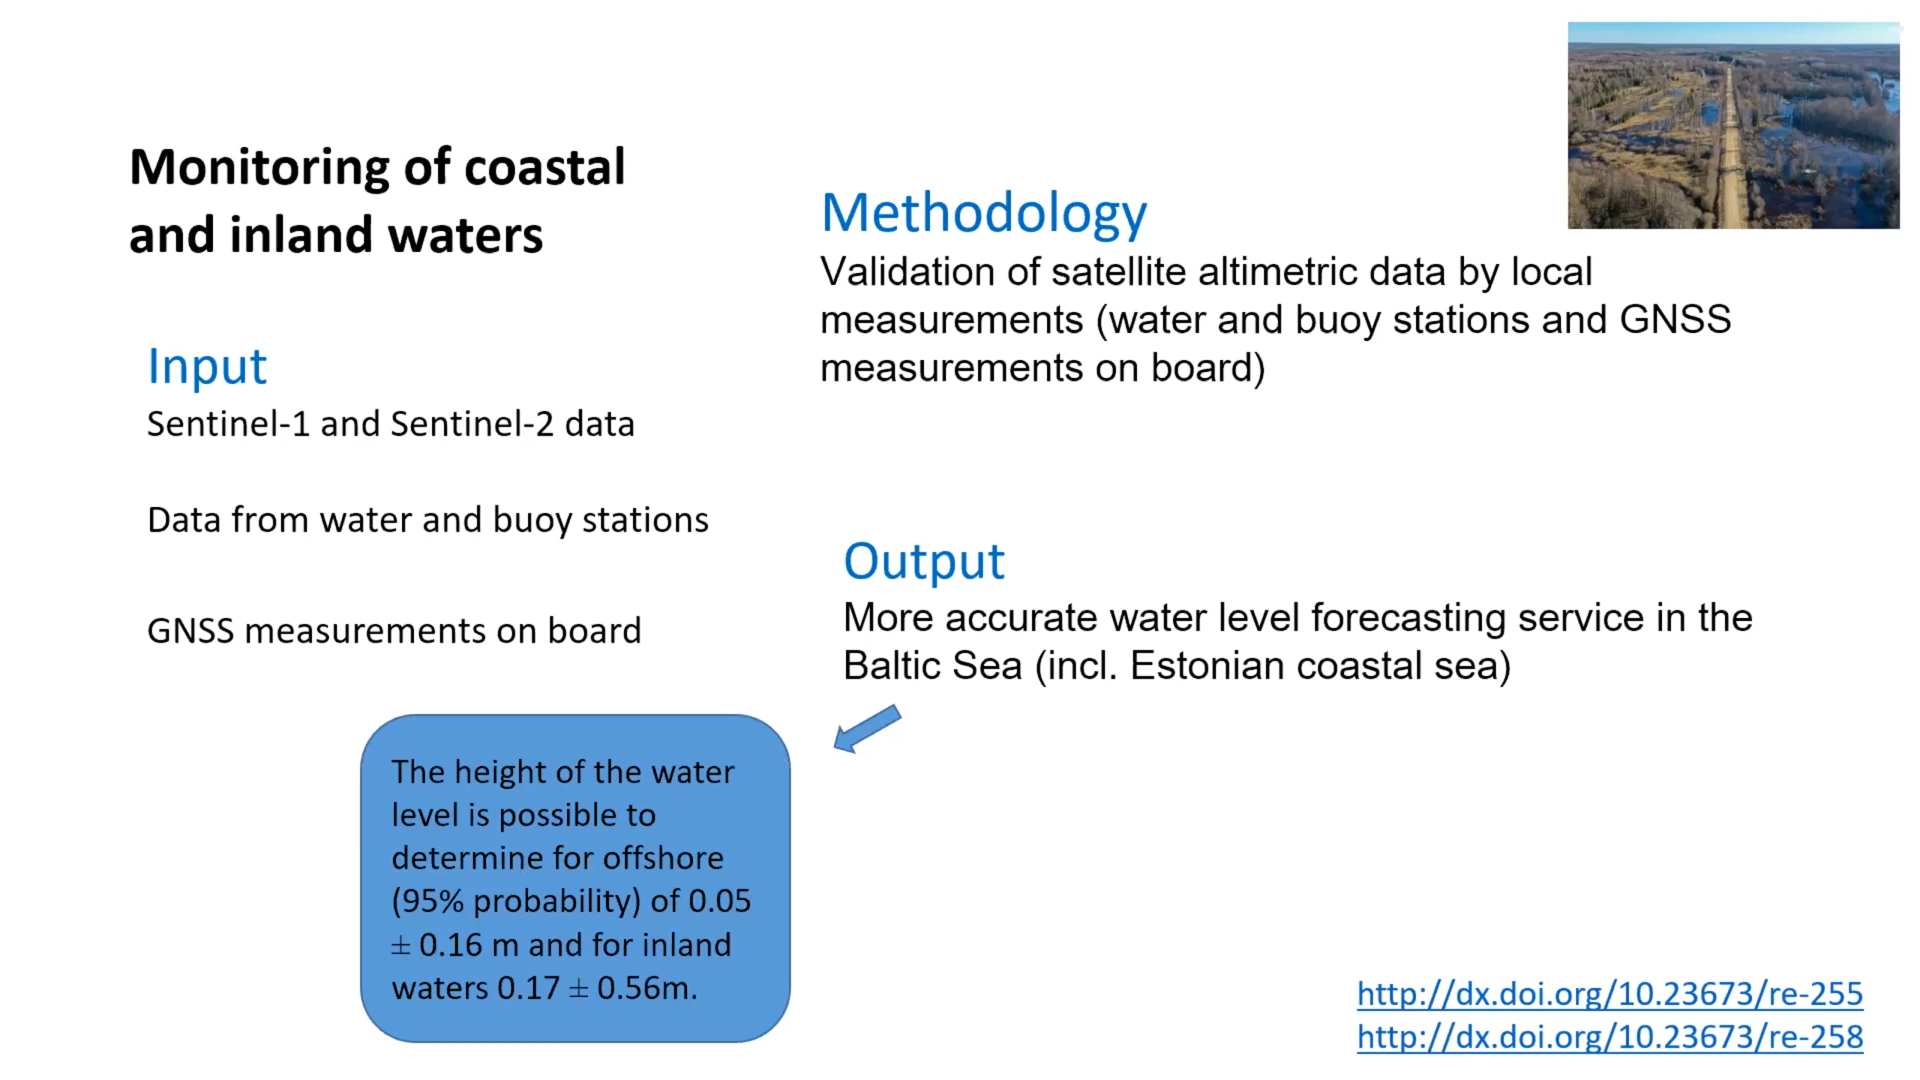 Monitoring of coastal
and inland waters
Input
Sentinel-1 and Sentinel-2 data
Data from water and buoy stations
GNSS measurements on board
Methodology
Validation of satellite altimetric data by local
measurements (water and buoy stations and GNSS
measurements on board)
Output
More accurate water level forecasting service in the
Baltic Sea (incl. Estonian coastal sea)
The height of the water
level is possible to
determine for offshore
(95% probability) of 0.05
± 0.16 m and for inland
waters 0.17 ± 0.56m.
http://dx.doi.org/10.23673/re-255
http://dx.doi.org/10.23673/re-258